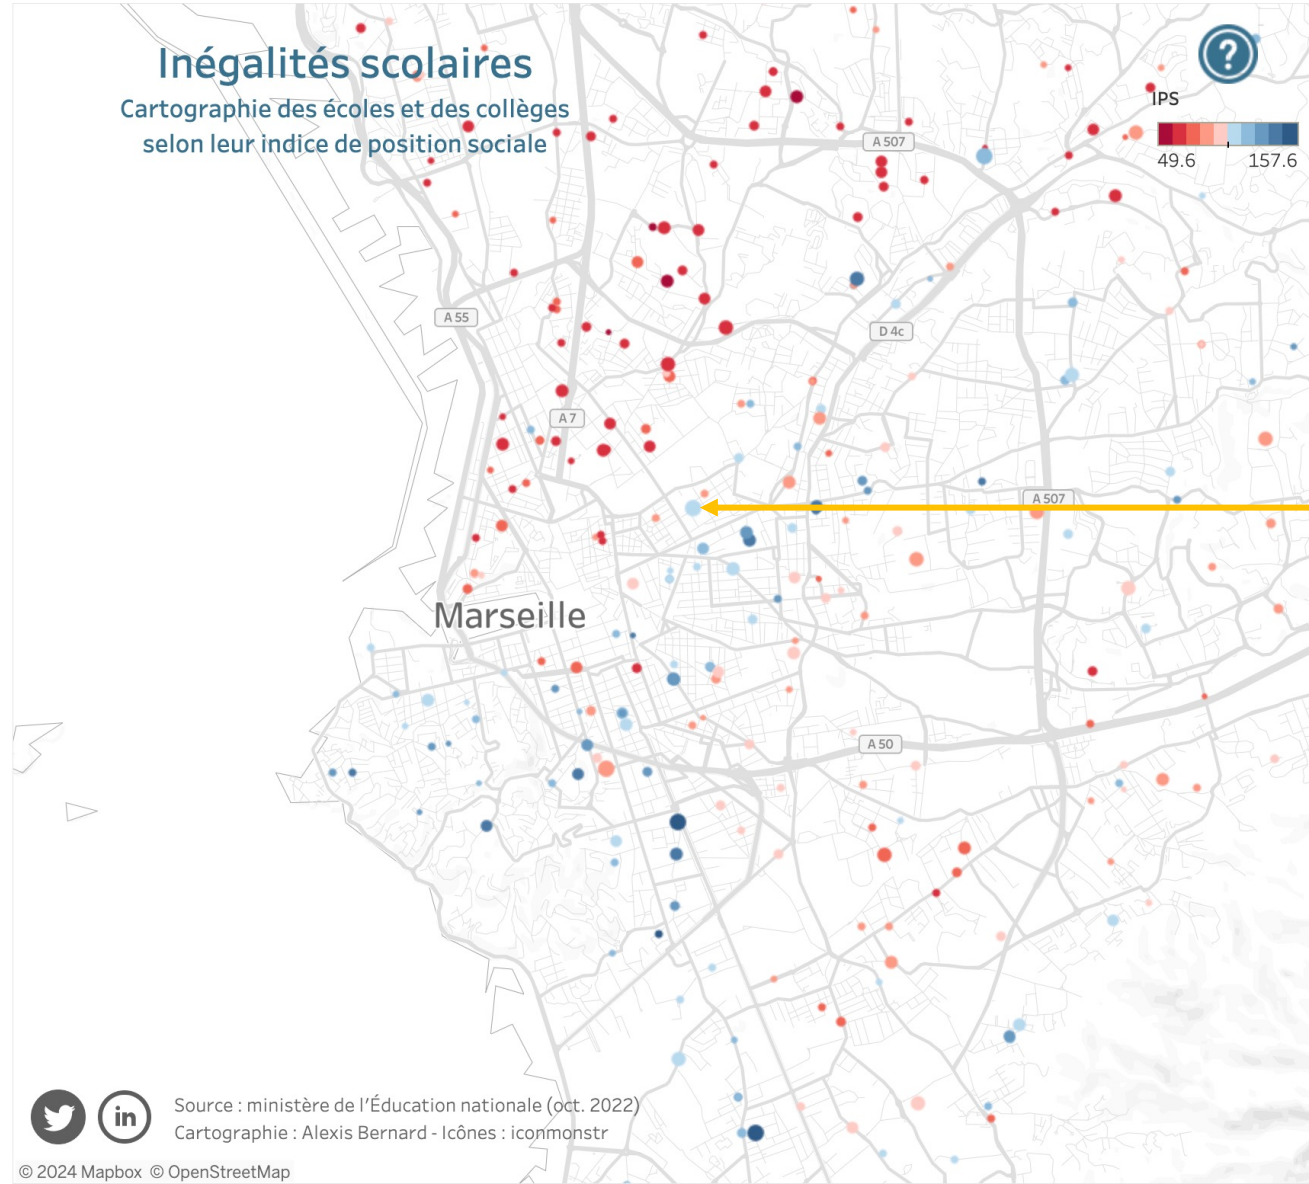 Inégalités scolaires
Cartographie des écoles et des collèges
selon leur indice de position sociale
?
IPS
49.6 157.6
A 507
A 55
D 4c
A 7
A 507
Marseille
A 50
in
Source : ministère de l'Éducation nationale (oct. 2022)
Cartographie : Alexis Bernard - Icônes : iconmonstr
© 2024 Mapbox © OpenStreetMap